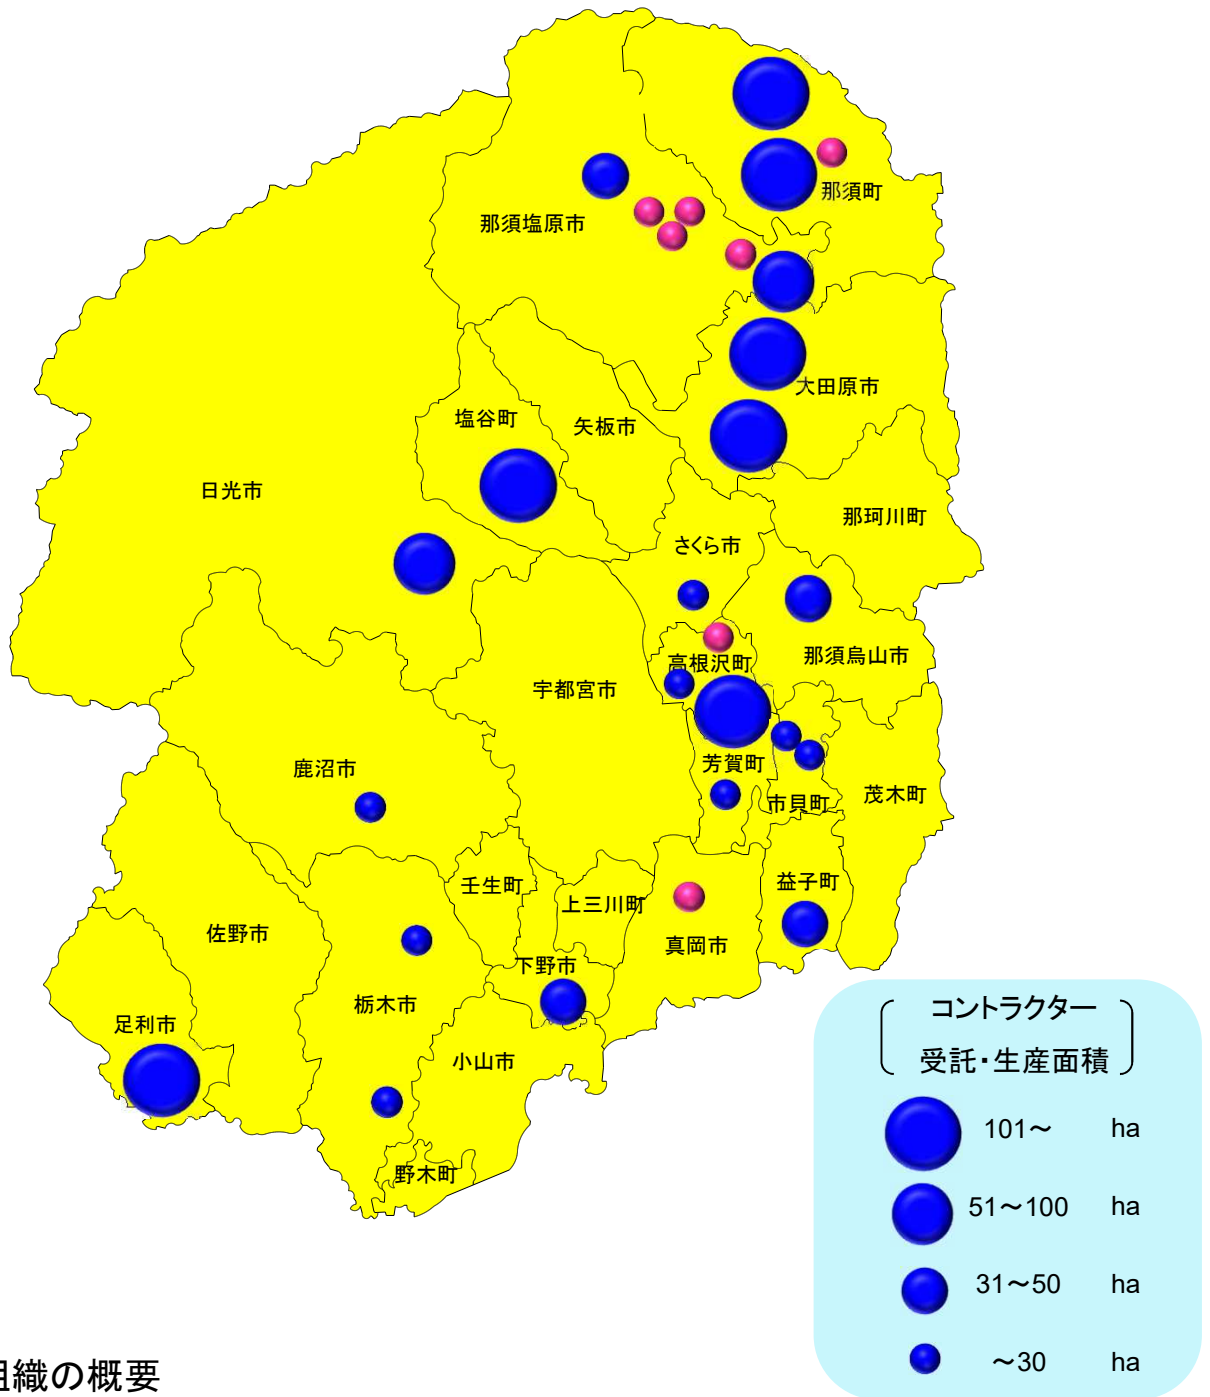 那須町
那須塩原市
大田原市
塩谷町
矢板市
日光市
那珂川町
さくら市
那須烏山市
高根沢町
宇都宮市
芳賀町
鹿沼市
市貝町
茂木町
壬生町
益子町
上三川町
佐野市
真岡市
下野市
栃木市
足利市
小山市
野木町
コントラクター
受託・生産面積
101～ ha
51～100 ha
31～50 ha
～30 ha
組織の概要